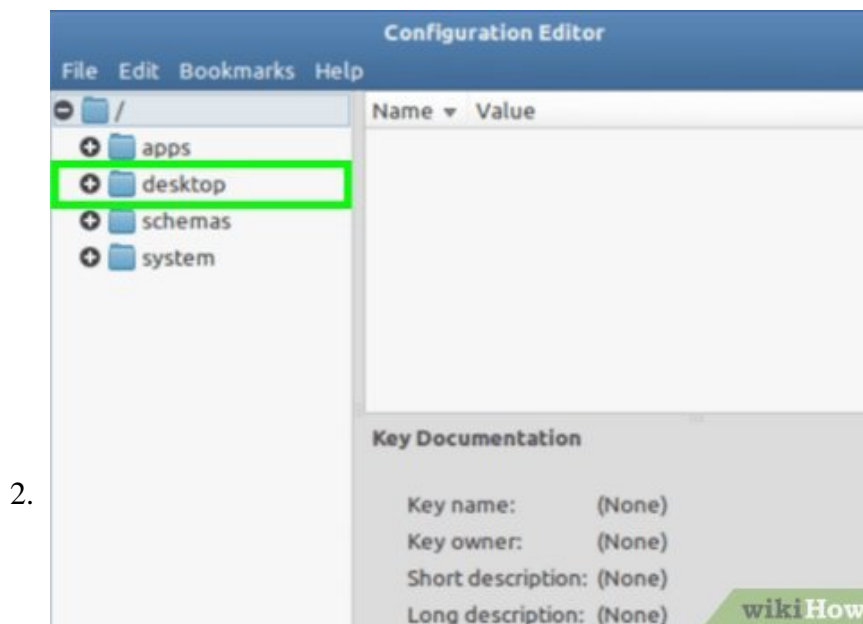 Configuration Editor
File Edit Bookmarks Help
/
Name Value
apps
desktop
schemas
system
Key Documentation
2.
Key name: (None)
Key owner: (None)
Short description: (None)
Long description: (None)
wikiHow